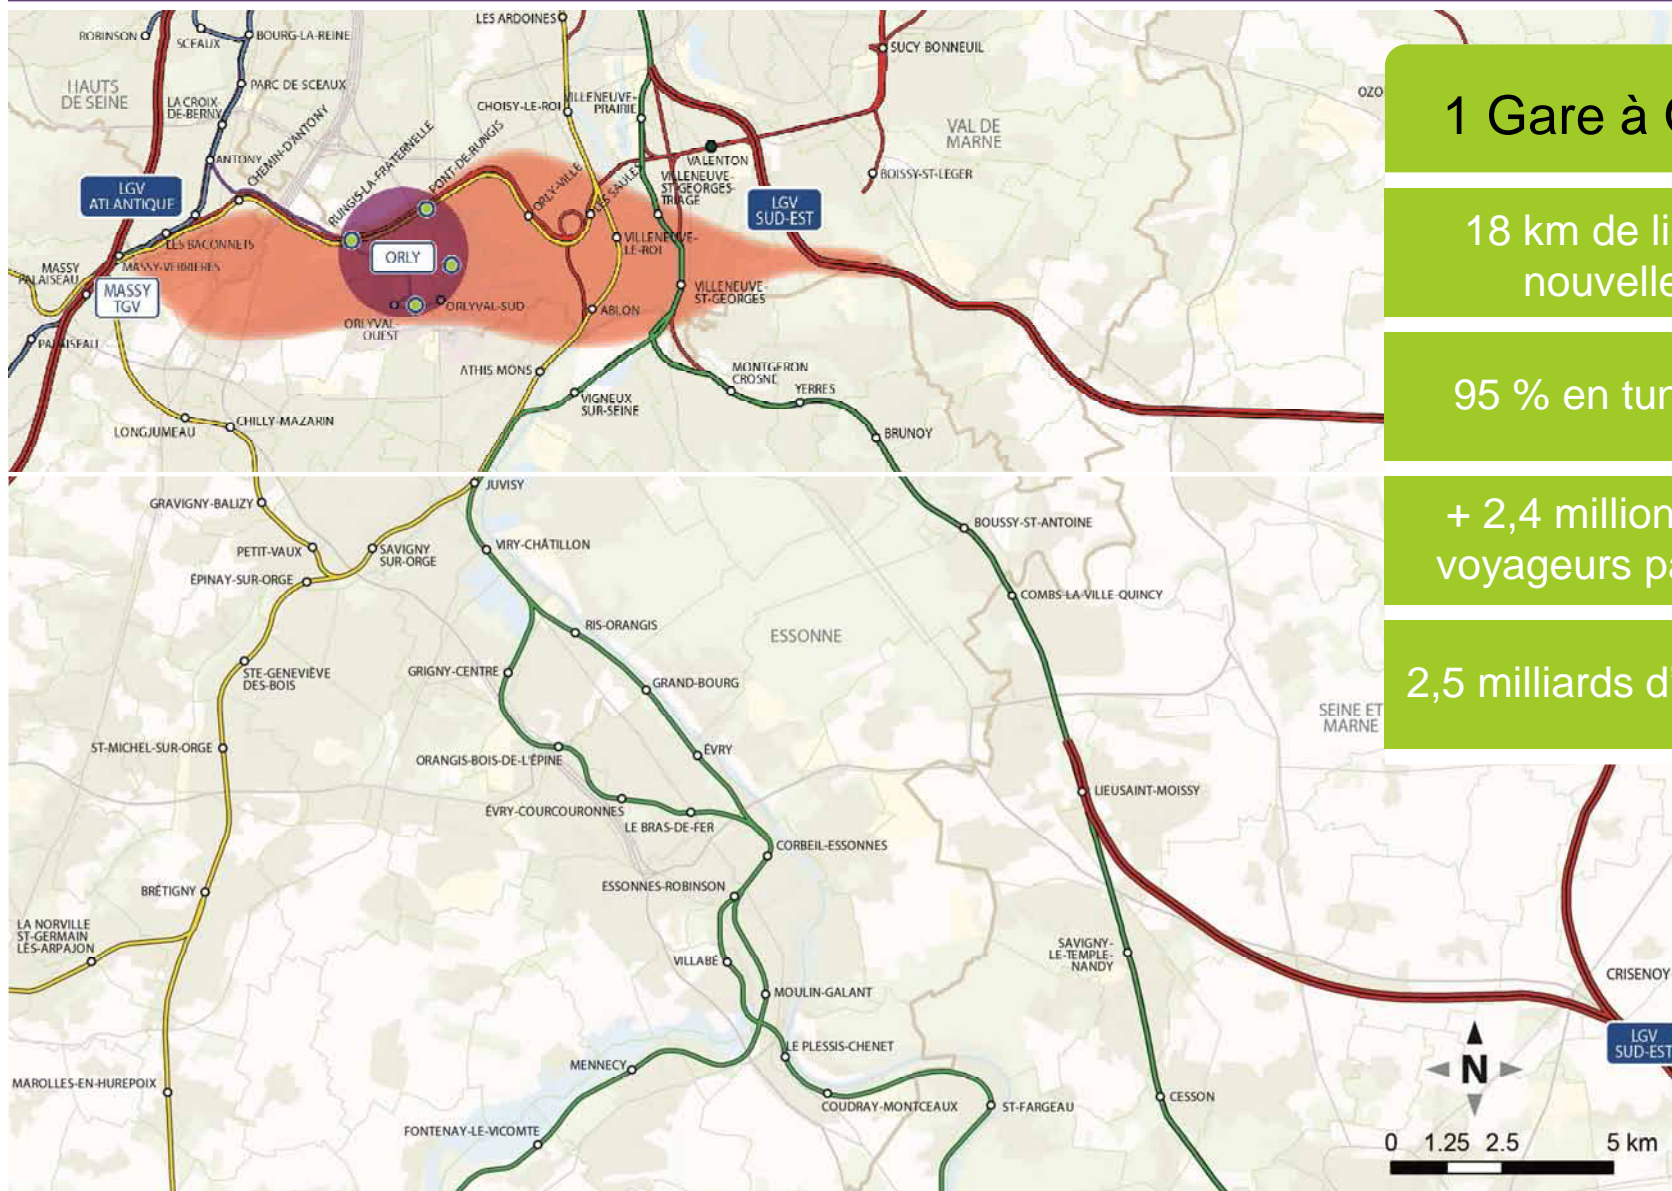 ROBINSON
SCEAUX
BOURG-LA-REINE
LES ARDOINES
SUCY BONNEUIL
HAUTS
DE SEINE
PARC DE SCEAUX
LA CROIX-
DE-BERNY
CHEMIN-D'ANTONY
CHOISY-LE-ROI
VILLENEUVE-
PRAIRIE
VAL DE
MARNE
OZO
1 Gare à
ANTONY
RUNGIS-LA-FRATERNELLE
PONT-DE-RUNGIS
ORLY-VILLE
LES SAULES
VALENTON
VILLENEUVE-
ST-GEORGES-
TRIAGE
BOISSY-ST-LEGER
LGV
ATLANTIQUE
LGV
SUD-EST
18 km de li
nouvelle
LES BACONNETS
MASSY-VERRIERES
MASSY
PALAISEAU
MASSY
TGV
ORLY
VILLENEUVE-
LE-ROI
VILLENEUVE-
ST-GEORGES
ORLYVAL-SUD
ORLYVAL-
OUEST
ABLON
PALAISEAU
ATHIS MONS
MONTGERON
CROSNE
YERRES
VIGNEUX
SUR-SEINE
95 % en tun
LONGJUMEAU
CHILLY-MAZARIN
BRUNOY
GRAVIGNY-BALIZY
JUVISY
BOUSSY-ST-ANTOINE
+ 2,4 million
voyageurs pa
PETIT-VAUX
SAVIGNY
SUR-ORGE
VIRY-CHÂTILLON
ÉPINAY-SUR-ORGE
COMBS-LA-VILLE-QUINCY
RIS-ORANGIS
ESSONNE
STE-GENEVIÈVE
DES-BOIS
GRIGNY-CENTRE
GRAND-BOURG
2,5 milliards d'
SEINE ET
MARNE
ST-MICHEL-SUR-ORGE
ORANGIS-BOIS-DE-L'ÉPINE
ÉVRY
LIEUSAINT-MOISSY
ÉVRY-COURCOURONNES
LE BRAS-DE-FER
CORBEIL-ESSONNES
BRÉTIGNY
ESSONNES-ROBINSON
LA NORVILLE
ST-GERMAIN
LÈS-ARPAJON
VILLABÉ
SAVIGNY-
LE-TEMPLE-
NANDY
CRISENOY
MOULIN-GALANT
LGV
SUD-EST
LE PLESSIS-CHENET
MENNECY
N
MAROLLES-EN-HUREPOIX
COUDRAY-MONTCEAUX
ST-FARGEAU
CESSON
FONTENAY-LE-VICOMTE
0 1.25 2.5 5 km